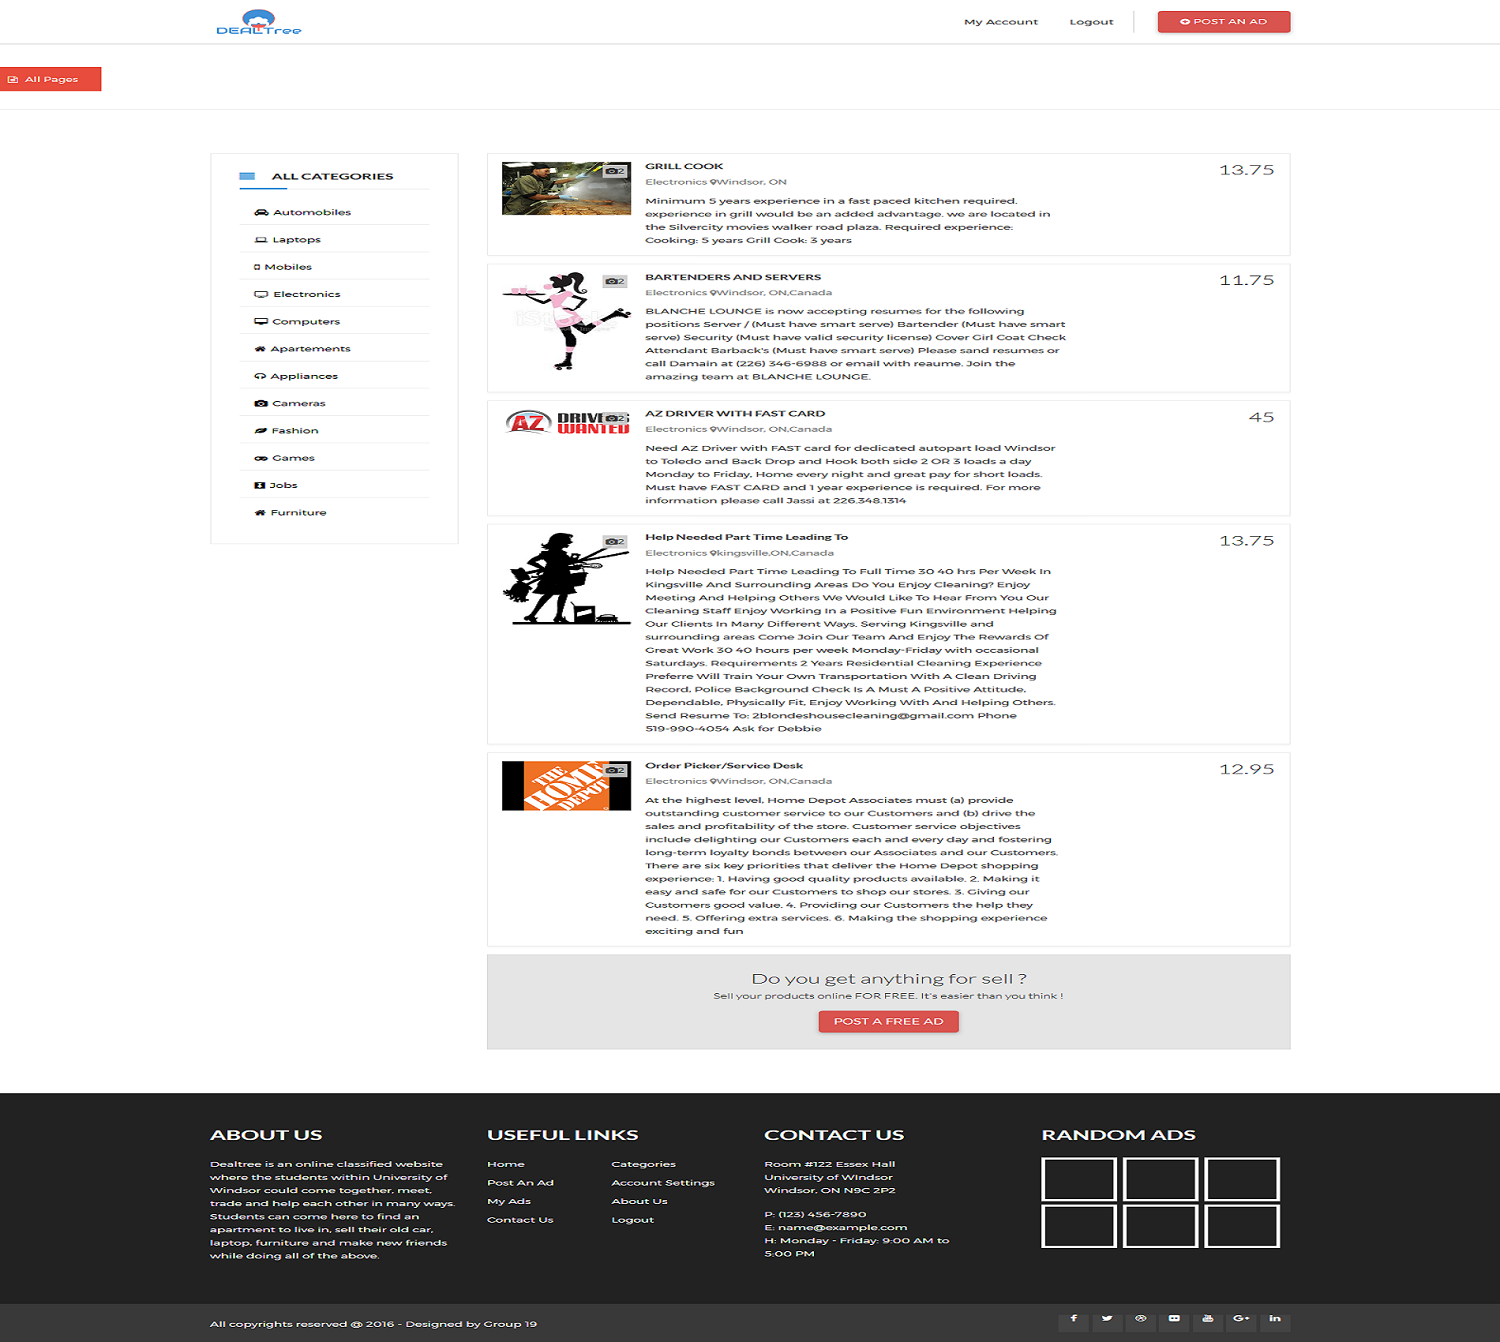 DEALTree
My Account
Logout
POST AN AD
All Pages
ALL CATEGORIES
Automobiles
Laptops
Mobiles
Electronics
Computers
Apartements
Appliances
Cameras
Fashion
Games
Jobs
Furniture
2
GRILL COOK
13.75
Electronics Windsor, ON
Minimum 5 years experience in a fast paced kitchen required.
experience in grill would be an added advantage. we are located in
the Silvercity movies walker road plaza. Required experience:
Cooking: 5 years Grill Cook: 3 years
2
BARTENDERS AND SERVERS
11.75
Electronics Windsor, ON,Canada
BLANCHE LOUNGE is now accepting resumes for the following
positions Server / (Must have smart serve) Bartender (Must have smart
serve) Security (Must have valid security license) Cover Girl Coat Check
Attendant Barback's (Must have smart serve) Please sand resumes or
call Damain at (226) 346-6988 or email with reaume. Join the
amazing team at BLANCHE LOUNGE.
AZ DRIVERS
WANTED
2
AZ DRIVER WITH FAST CARD
45
Electronics Windsor, ON,Canada
Need AZ Driver with FAST card for dedicated autopart load Windsor
to Toledo and Back Drop and Hook both side 2 OR 3 loads a day
Monday to Friday, Home every night and great pay for short loads.
Must have FAST CARD and 1 year experience is required. For more
information please call Jassi at 226.348.1314
2
Help Needed Part Time Leading To
13.75
Electronics kingsville,ON,Canada
Help Needed Part Time Leading To Full Time 30 40 hrs Per Week In
Kingsville And Surrounding Areas Do You Enjoy Cleaning? Enjoy
Meeting And Helping Others We Would Like To Hear From You Our
Cleaning Staff Enjoy Working In a Positive Fun Environment Helping
Our Clients In Many Different Ways. Serving Kingsville and
surrounding areas Come Join Our Team And Enjoy The Rewards Of
Great Work 30 40 hours per week Monday-Friday with occasional
Saturdays. Requirements 2 Years Residential Cleaning Experience
Preferre Will Train Your Own Transportation With A Clean Driving
Record, Police Background Check Is A Must A Positive Attitude,
Dependable, Physically Fit, Enjoy Working With And Helping Others.
Send Resume To: 2blondeshousecleaning@gmail.com Phone
519-990-4054 Ask for Debbie
THE
HOME
DEPOT
2
Order Picker/Service Desk
12.95
Electronics Windsor, ON,Canada
At the highest level, Home Depot Associates must (a) provide
outstanding customer service to our Customers and (b) drive the
sales and profitability of the store. Customer service objectives
include delighting our Customers each and every day and fostering
long-term loyalty bonds between our Associates and our Customers.
There are six key priorities that deliver the Home Depot shopping
experience: 1. Having good quality products available. 2. Making it
easy and safe for our Customers to shop our stores. 3. Giving our
Customers good value. 4. Providing our Customers the help they
need. 5. Offering extra services. 6. Making the shopping experience
exciting and fun
Do you get anything for sell ?
Sell your products online FOR FREE. It's easier than you think !
POST A FREE AD
ABOUT US
Dealtree is an online classified website
where the students within University of
Windsor could come together, meet,
trade and help each other in many ways.
Students can come here to find an
apartment to live in, sell their old car,
laptop, furniture and make new friends
while doing all of the above.
USEFUL LINKS
Home
Categories
Post An Ad
Account Settings
My Ads
About Us
Contact Us
Logout
CONTACT US
Room #122 Essex Hall
University of WIndsor
Windsor, ON N9C 2P2
P: (123) 456-7890
E: name@example.com
H: Monday - Friday: 9:00 AM to
5:00 PM
RANDOM ADS
All copyrights reserved @ 2016 - Designed by Group 19